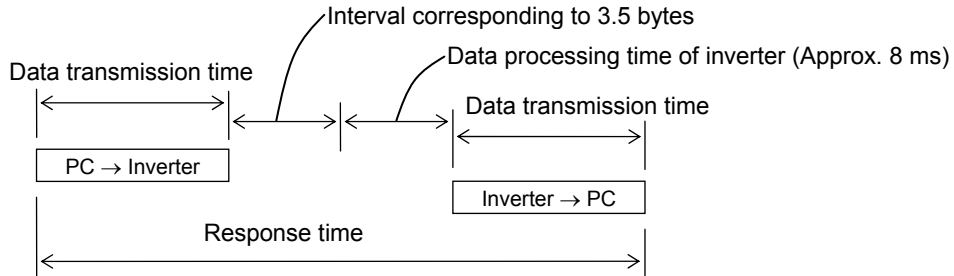 Interval corresponding to 3.5 bytes
Data processing time of inverter (Approx. 8 ms)
Data transmission time
Data transmission time
PC → Inverter
Inverter → PC
Response time